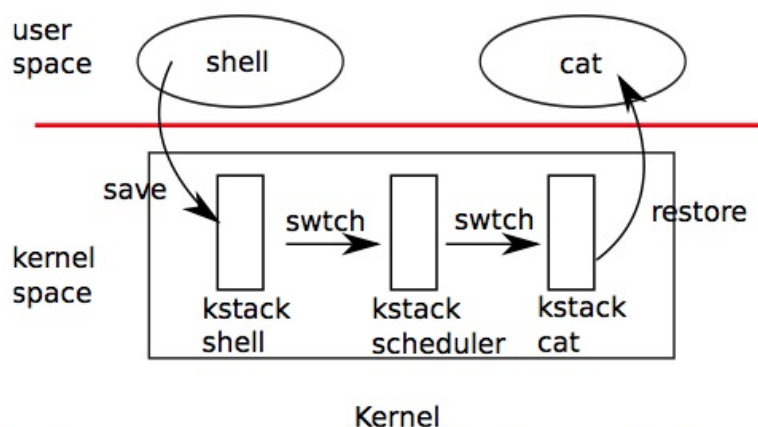 user
space
shell
cat
save
swtch
swtch
restore
kernel
space
kstack
shell
kstack
scheduler
kstack
cat
Kernel